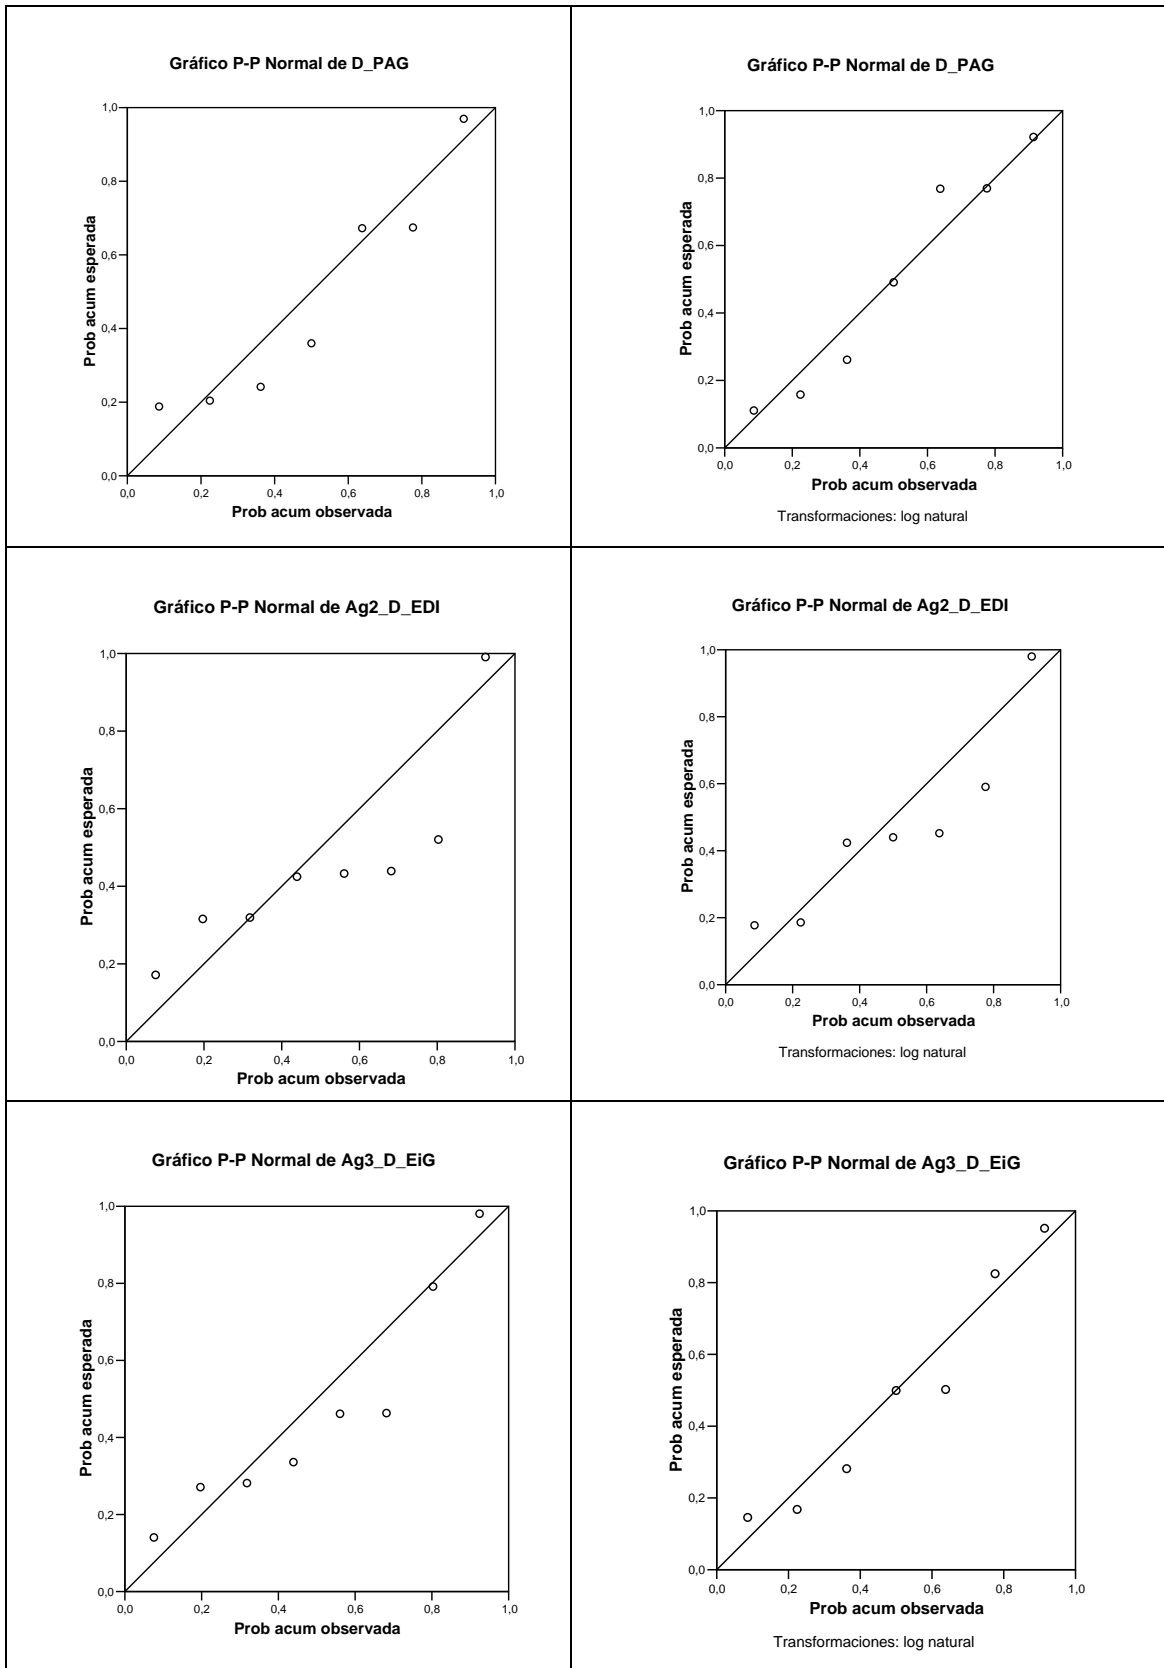 Gráfico P-P Normal de D_PAG
1,0
0,8
0,6
0,4
0,2
0,0
Prob acum esperada
0,0 0,2 0,4 0,6 0,8 1,0
Prob acum observada
Gráfico P-P Normal de D_PAG
1,0
0,8
0,6
0,4
0,2
0,0
Prob acum esperada
0,0 0,2 0,4 0,6 0,8 1,0
Prob acum observada
Transformaciones: log natural
Gráfico P-P Normal de Ag2_D_EDI
1,0
0,8
0,6
0,4
0,2
0,0
Prob acum esperada
0,0 0,2 0,4 0,6 0,8 1,0
Prob acum observada
Gráfico P-P Normal de Ag2_D_EDI
1,0
0,8
0,6
0,4
0,2
0,0
Prob acum esperada
0,0 0,2 0,4 0,6 0,8 1,0
Prob acum observada
Transformaciones: log natural
Gráfico P-P Normal de Ag3_D_EiG
1,0
0,8
0,6
0,4
0,2
0,0
Prob acum esperada
0,0 0,2 0,4 0,6 0,8 1,0
Prob acum observada
Gráfico P-P Normal de Ag3_D_EiG
1,0
0,8
0,6
0,4
0,2
0,0
Prob acum esperada
0,0 0,2 0,4 0,6 0,8 1,0
Prob acum observada
Transformaciones: log natural